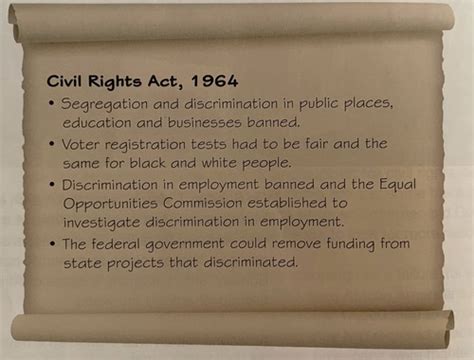 Civil Rights Act, 1964
• Segregation and discrimination in public places,
education and businesses banned.
• Voter registration tests had to be fair and the
same for black and white people.
• Discrimination in employment banned and the Equal
Opportunities Commission established to
investigate discrimination in employment.
• The federal government could remove funding from
state projects that discriminated.